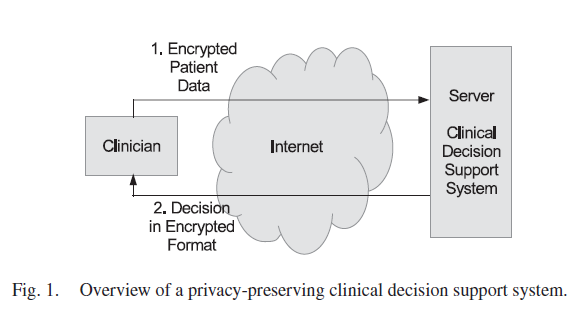 1. Encrypted
Patient
Data
Clinician
Internet
Server
Clinical
Decision
Support
System
2. Decision
in Encrypted
Format
Fig. 1. Overview of a privacy-preserving clinical decision support system.